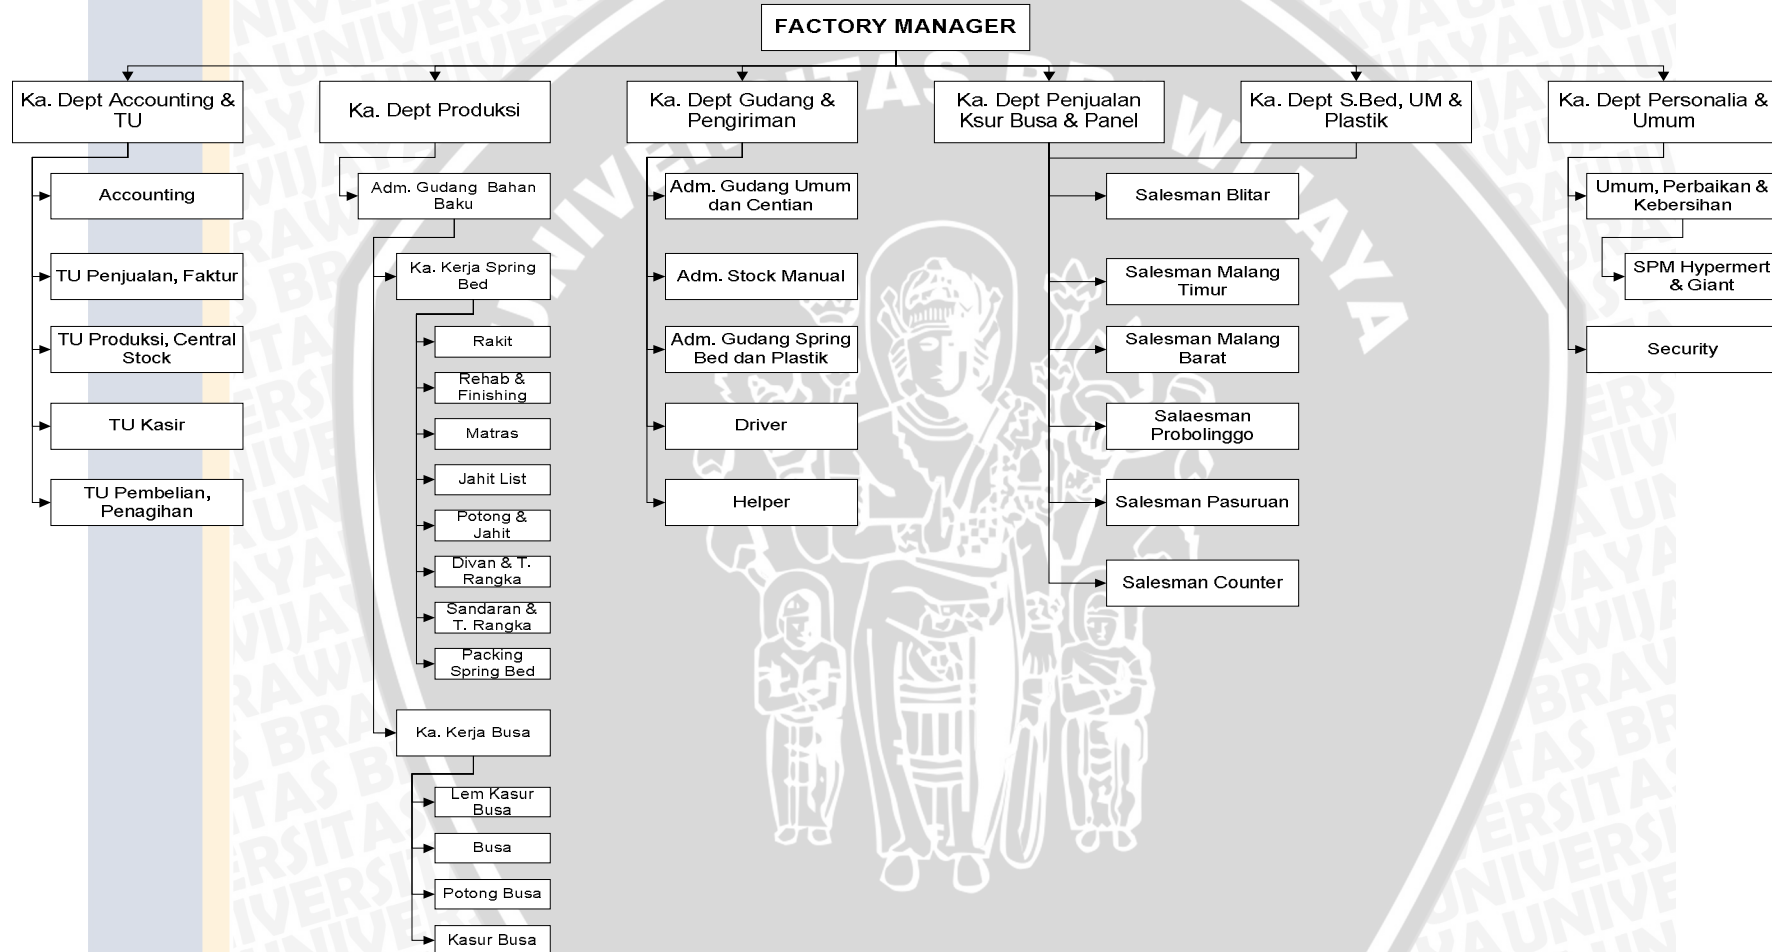 FACTORY MANAGER
Ka. Dept Accounting &
TU
Accounting
TU Penjualan, Faktur
TU Produksi, Central
Stock
TU Kasir
TU Pembelian,
Penagihan
Ka. Dept Produksi
Adm. Gudang Bahan
Baku
Ka. Kerja Spring
Bed
Rakit
Rehab &
Finishing
Matras
Jahit List
Potong &
Jahit
Divan & T.
Rangka
Sandaran &
T. Rangka
Packing
Spring Bed
Ka. Kerja Busa
Lem Kasur
Busa
Busa
Potong Busa
Kasur Busa
Ka. Dept Gudang &
Pengiriman
Adm. Gudang Umum
dan Centian
Adm. Stock Manual
Adm. Gudang Spring
Bed dan Plastik
Driver
Helper
Ka. Dept Penjualan
Ksur Busa & Panel
Ka. Dept S.Bed, UM &
Plastik
Salesman Blitar
Salesman Malang
Timur
Salesman Malang
Barat
Salaesman
Probolinggo
Salesman Pasuruan
Salesman Counter
Ka. Dept Personalia &
Umum
Umum, Perbaikan &
Kebersihan
SPM Hypermert
& Giant
Security